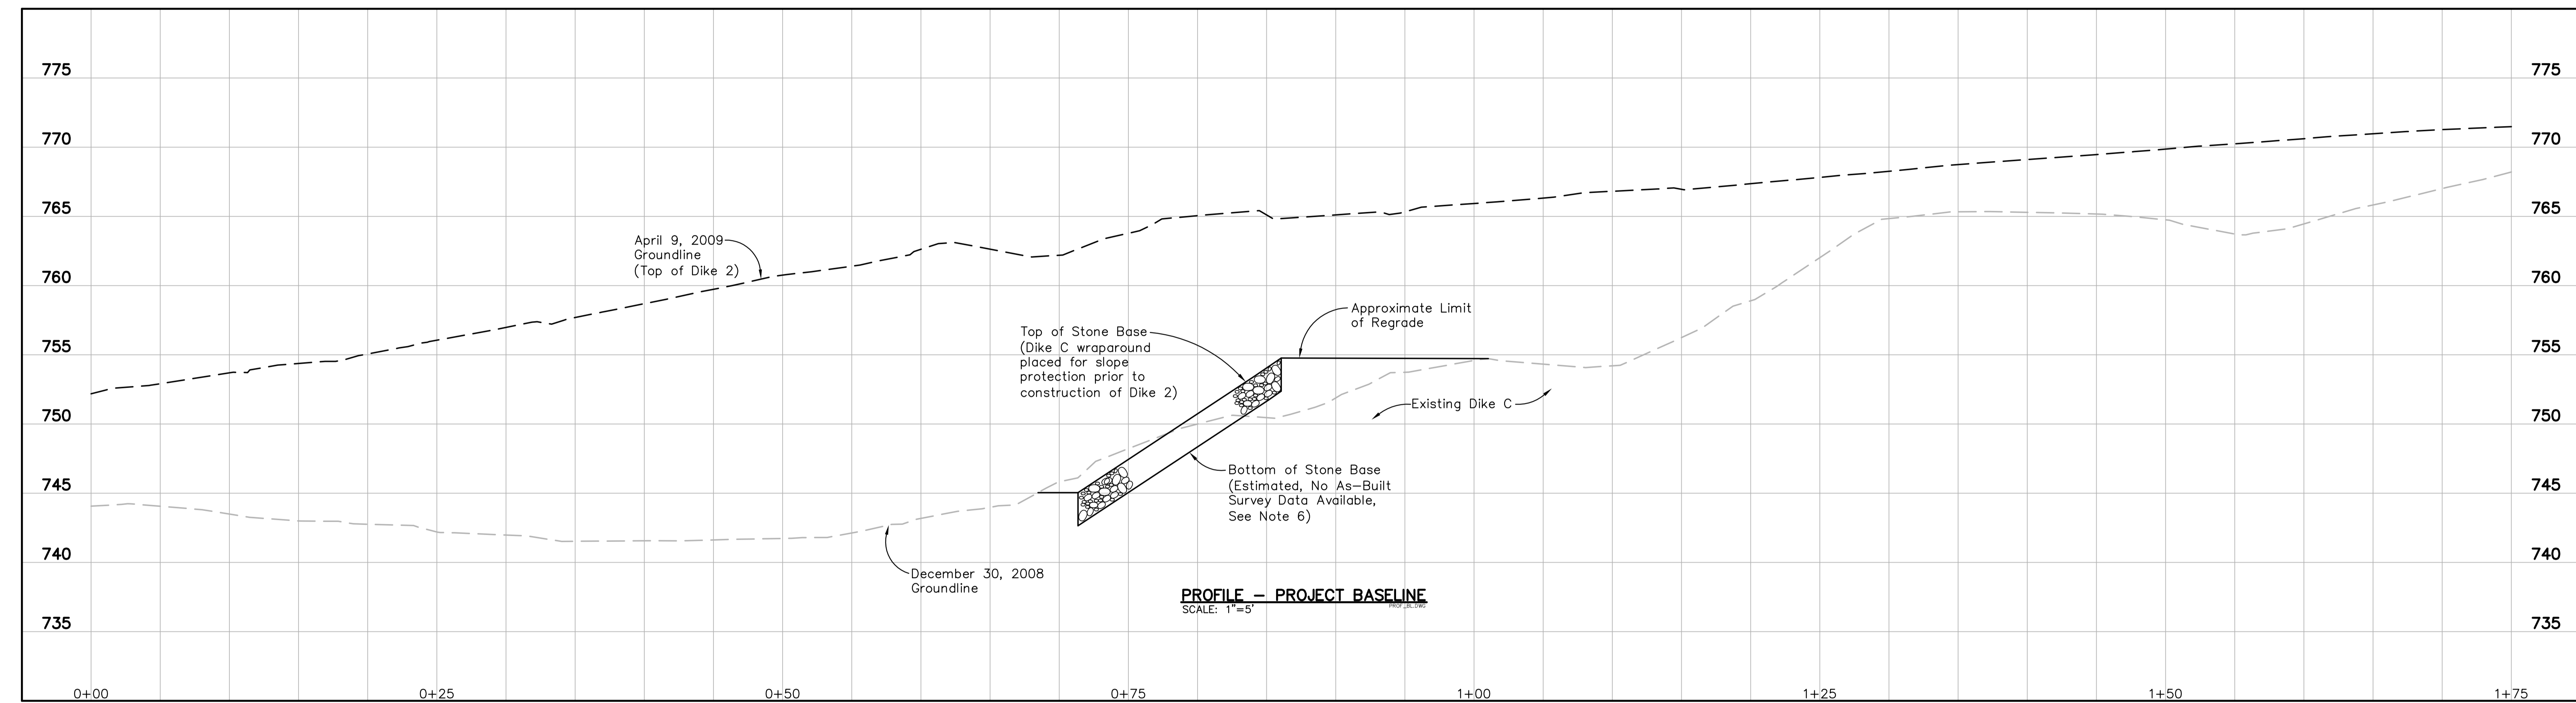 775
775
770
770
765
765
April 9, 2009
Groundline
(Top of Dike 2)
760
760
Approximate Limit
of Regrade
Top of Stone Base
(Dike C wraparound
placed for slope
protection prior to
construction of Dike 2)
755
755
Existing Dike C
750
750
Bottom of Stone Base
(Estimated, No As-Built
Survey Data Available,
See Note 6)
745
745
December 30, 2008
Groundline
740
740
PROFILE - PROJECT BASELINE
SCALE: 1"=5'
PROF_BL.DWG
735
735
0+00 0+25 0+50 0+75 1+00 1+25 1+50 1+75